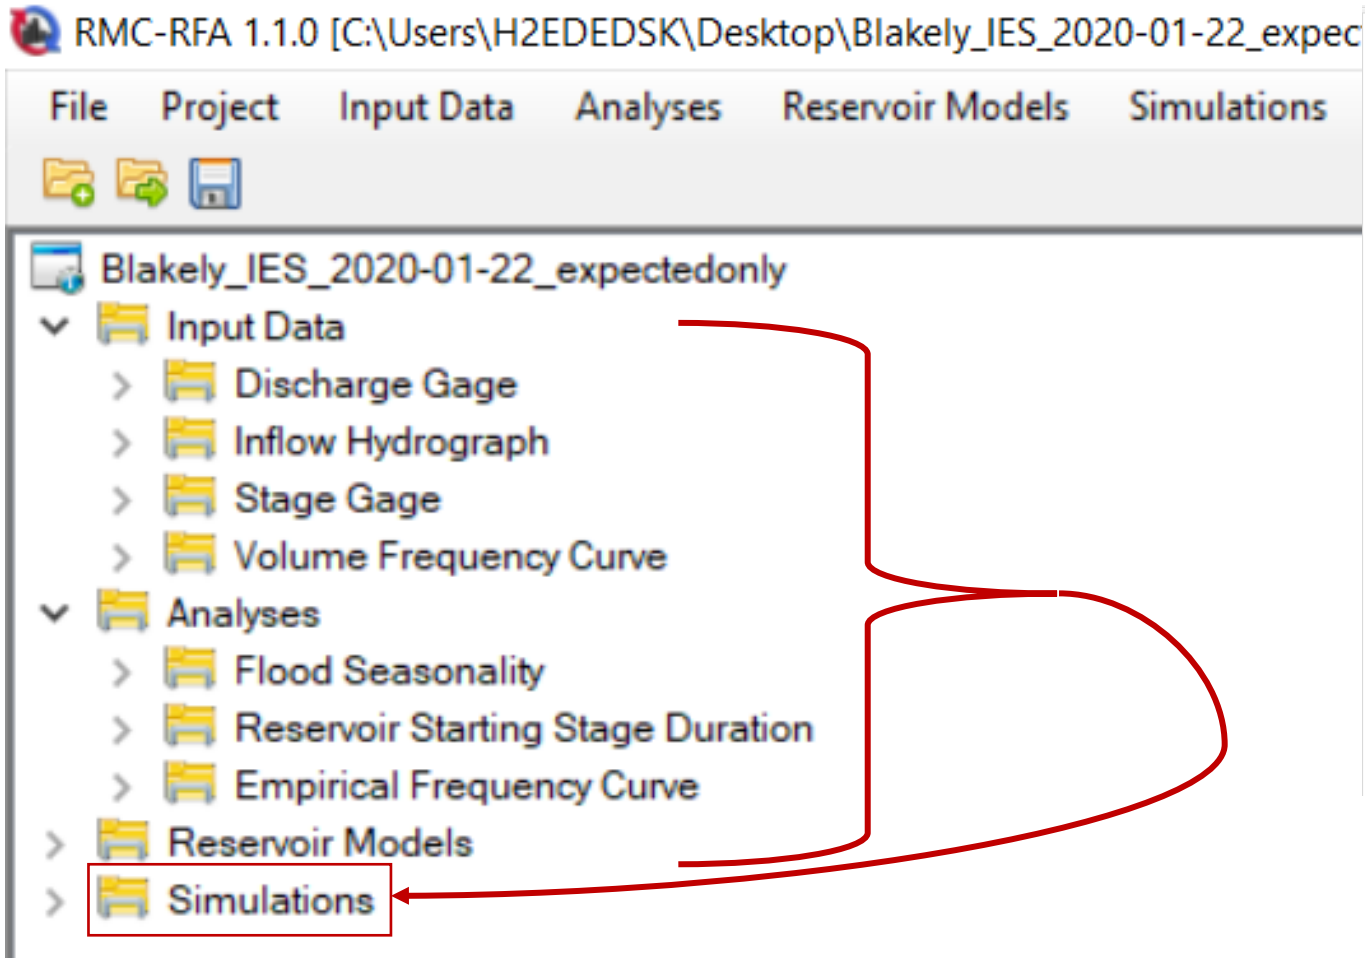 RMC-RFA 1.1.0 [C:\Users\H2EDEDSK\Desktop\Blakely_IES_2020-01-22_expec
File Project Input Data Analyses Reservoir Models Simulations
Blakely_IES_2020-01-22_expectedonly
Input Data
Discharge Gage
Inflow Hydrograph
Stage Gage
Volume Frequency Curve
Analyses
Flood Seasonality
Reservoir Starting Stage Duration
Empirical Frequency Curve
Reservoir Models
Simulations